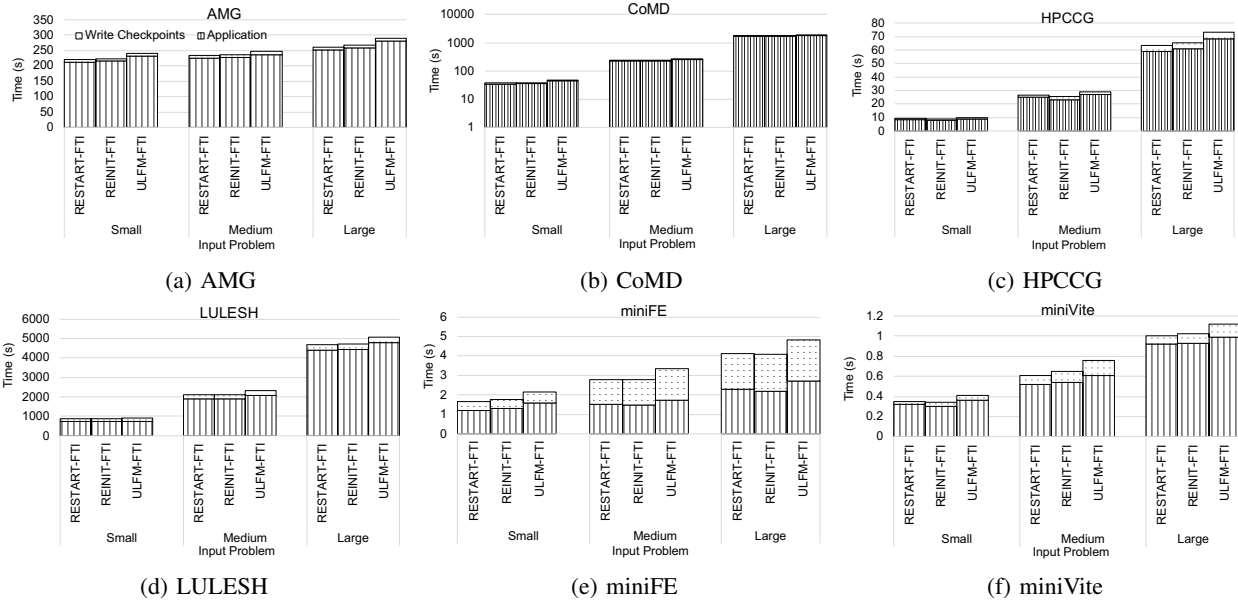 AMG
Write Checkpoints
Application
Time (s)
350
300
250
200
150
100
50
0
RESTART-FTI
REINIT-FTI
ULFM-FTI
RESTART-FTI
REINIT-FTI
ULFM-FTI
RESTART-FTI
REINIT-FTI
ULFM-FTI
Small
Medium
Large
Input Problem
(a) AMG
CoMD
Time (s)
10000
1000
100
10
1
RESTART-FTI
REINIT-FTI
ULFM-FTI
RESTART-FTI
REINIT-FTI
ULFM-FTI
RESTART-FTI
REINIT-FTI
ULFM-FTI
Small
Medium
Large
Input Problem
(b) CoMD
HPCCG
Time (s)
80
70
60
50
40
30
20
10
0
RESTART-FTI
REINIT-FTI
ULFM-FTI
RESTART-FTI
REINIT-FTI
ULFM-FTI
RESTART-FTI
REINIT-FTI
ULFM-FTI
Small
Medium
Large
Input Problem
(c) HPCCG
LULESH
Time (s)
6000
5000
4000
3000
2000
1000
0
RESTART-FTI
REINIT-FTI
ULFM-FTI
RESTART-FTI
REINIT-FTI
ULFM-FTI
RESTART-FTI
REINIT-FTI
ULFM-FTI
Small
Medium
Large
Input Problem
(d) LULESH
miniFE
Time (s)
6
5
4
3
2
1
0
RESTART-FTI
REINIT-FTI
ULFM-FTI
RESTART-FTI
REINIT-FTI
ULFM-FTI
RESTART-FTI
REINIT-FTI
ULFM-FTI
Small
Medium
Large
Input Problem
(e) miniFE
miniVite
Time (s)
1.2
1
0.8
0.6
0.4
0.2
0
RESTART-FTI
REINIT-FTI
ULFM-FTI
RESTART-FTI
REINIT-FTI
ULFM-FTI
RESTART-FTI
REINIT-FTI
ULFM-FTI
Small
Medium
Large
Input Problem
(f) miniVite